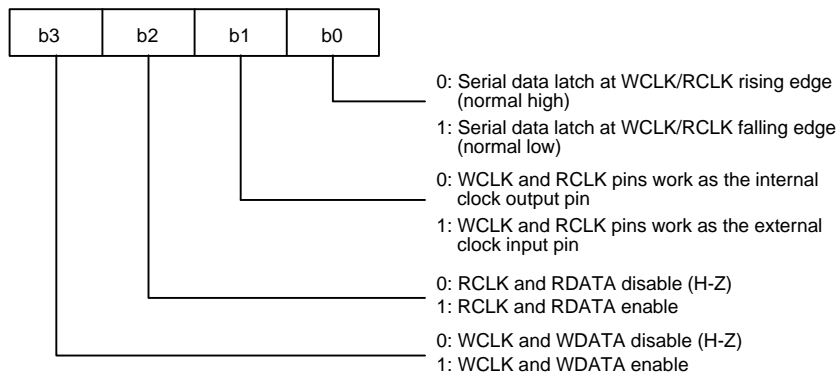 b3 b2 b1 b0
0: Serial data latch at WCLK/RCLK rising edge
(normal high)
1: Serial data latch at WCLK/RCLK falling edge
(normal low)
0: WCLK and RCLK pins work as the internal
clock output pin
1: WCLK and RCLK pins work as the external
clock input pin
0: RCLK and RDATA disable (H-Z)
1: RCLK and RDATA enable
0: WCLK and WDATA disable (H-Z)
1: WCLK and WDATA enable